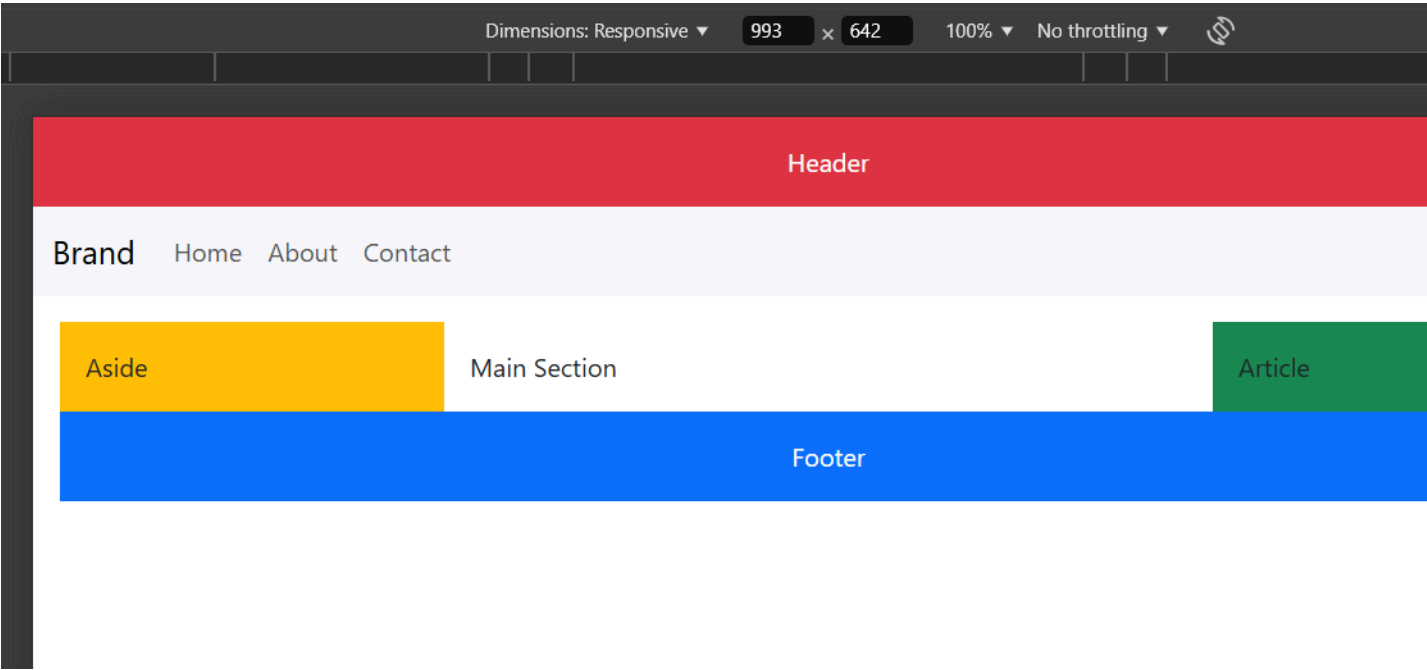 Dimensions: Responsive ▼ 993 × 642 100% ▼ No throttling ▼
Header
Brand Home About Contact
Aside Main Section Article
Footer